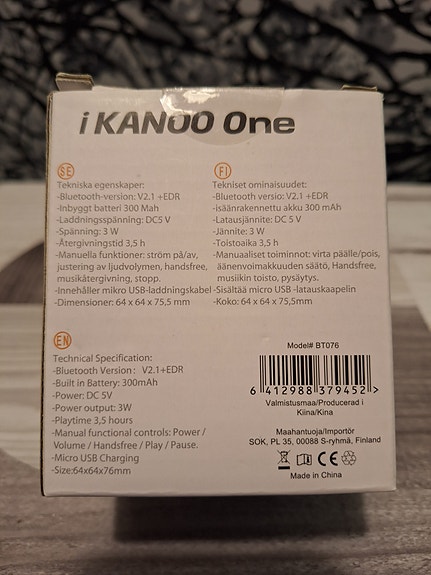 i KANOO One
SE
Tekniska egenskaper:
-Bluetooth-version: V2.1 +EDR
-Inbyggt batteri 300 Mah
-Laddningsspänning: DC5 V
-Spänning: 3 W
-Återgivningstid 3,5 h
-Manuella funktioner: ström på/av,
justering av ljudvolymen, handsfree,
musikåtergivning, stopp.
-Innehåller mikro USB-laddningskabel
-Dimensioner: 64 x 64 x 75,5 mm
FI
Tekniset ominaisuudet:
-Bluetooth versio: V2.1 +EDR
-isäänrakennettu akku 300 mAh
-Latausjännite: DC 5 V
-Jännite: 3 W
-Toistoaika 3,5 h
-Manuaaliset toiminnot: virta päälle/pois,
äänenvoimakkuuden säätö, Handsfree,
musiikin toisto, pysäytys.
-Sisältää micro USB -latauskaapelin
-Koko: 64 x 64 x 75,5mm
EN
Technical Specification:
-Bluetooth Version： V2.1+EDR
-Built in Battery: 300mAh
-Power: DC 5V
-Power output: 3W
-Playtime 3,5 hours
-Manual functional controls: Power /
Volume / Handsfree / Play / Pause.
-Micro USB Charging
-Size:64x64x76mm
Model# BT076
6 412988 379452 >
Valmistusmaa/Producerad i
Kiina/Kina
Maahantuoja/Importör
SOK, PL 35, 00088 S-ryhmä, Finland
CE
Made in China